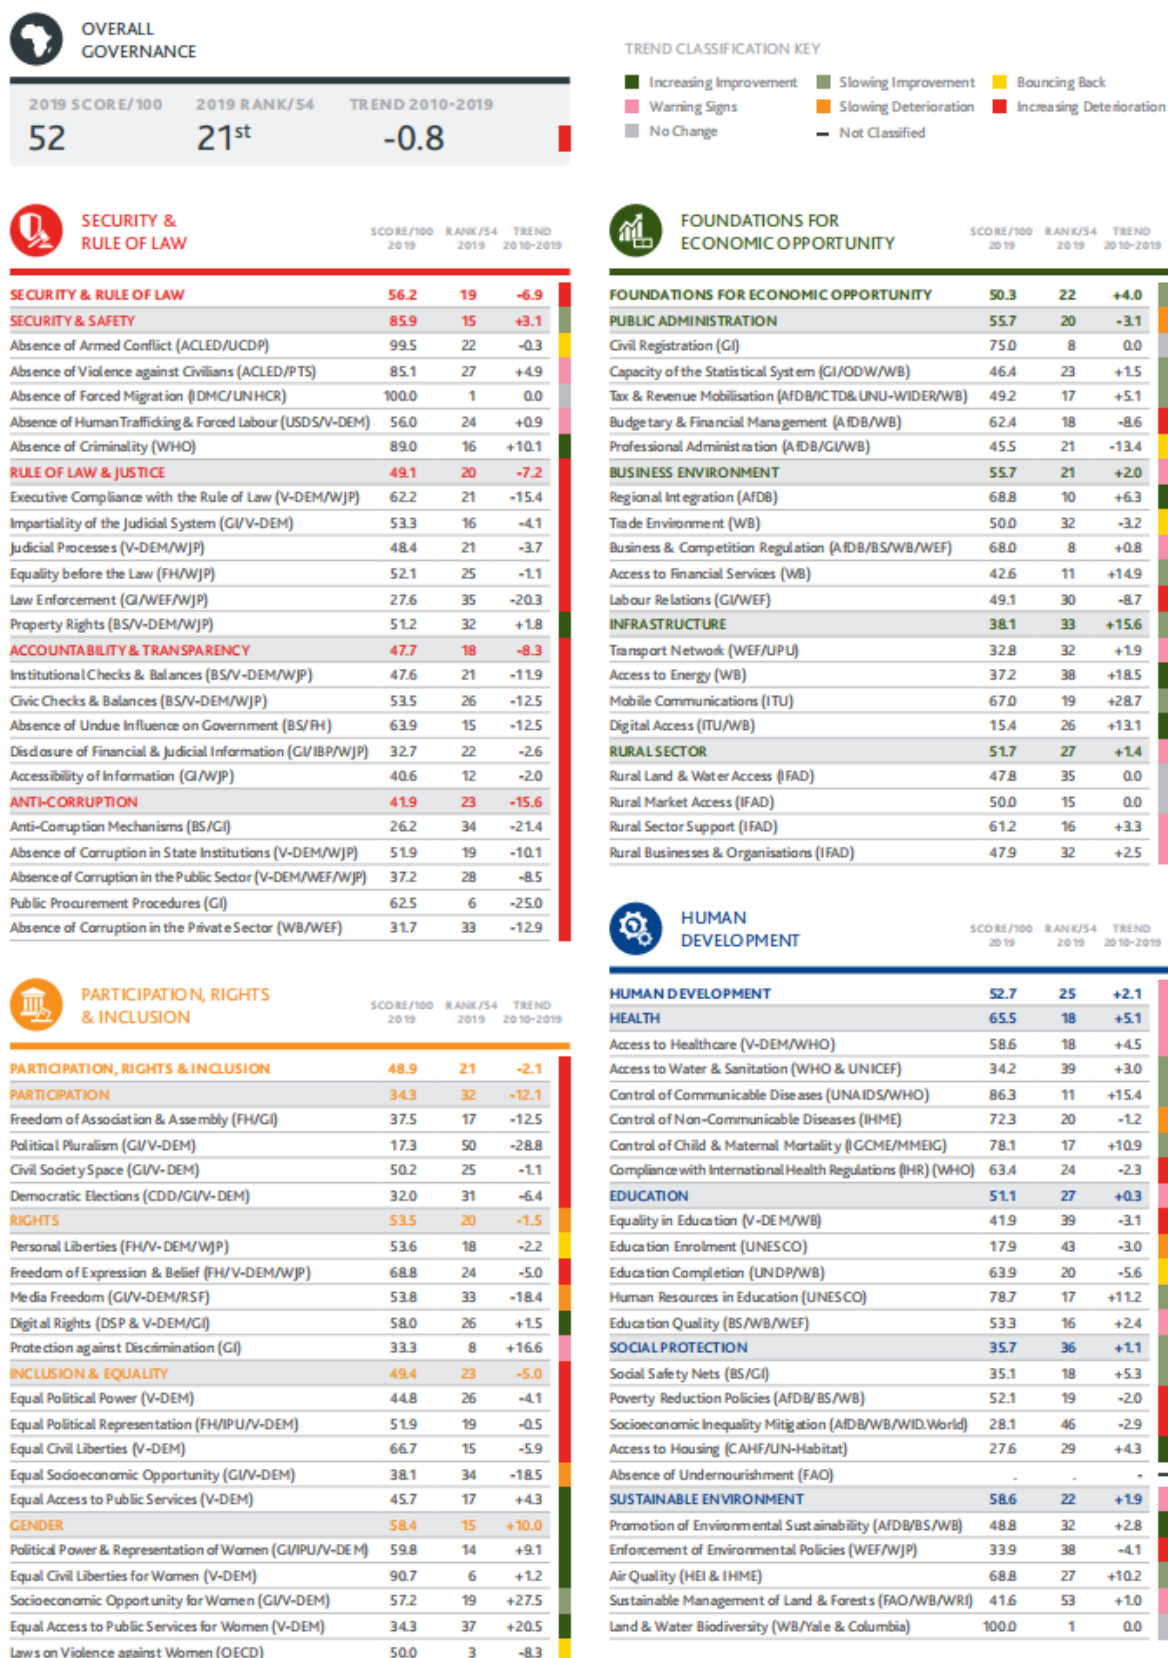 OVERALL
GOVERNANCE
2019 SCORE/100 2019 RANK/54 TREND 2010-2019
52 21st -0.8
TREND CLASSIFICATION KEY
Increasing Improvement Slowing Improvement Bouncing Back
Warning Signs Slowing Deterioration Increasing Deterioration
No Change Not Classified
SECURITY &
RULE OF LAW
SCORE/100 RANK/54 TREND
2019 2019 2010-2019
SECURITY & RULE OF LAW 56.2 19 -6.9
SECURITY & SAFETY 85.9 15 +3.1
Absence of Armed Conflict (ACLED/UCDP) 99.5 22 -0.3
Absence of Violence against Civilians (ACLED/PTS) 85.1 27 +4.9
Absence of Forced Migration (IDMC/UNHCR) 100.0 1 0.0
Absence of Human Trafficking & Forced Labour (USDS/V-DEM) 56.0 24 +0.9
Absence of Criminality (WHO) 89.0 16 +10.1
RULE OF LAW & JUSTICE 49.1 20 -7.2
Executive Compliance with the Rule of Law (V-DEM/WJP) 62.2 21 -15.4
Impartiality of the Judicial System (GI/V-DEM) 53.3 16 -4.1
Judicial Processes (V-DEM/WJP) 48.4 21 -3.7
Equality before the Law (FH/WJP) 52.1 25 -1.1
Law Enforcement (GI/WEF/WJP) 27.6 35 -20.3
Property Rights (BS/V-DEM/WJP) 51.2 32 +1.8
ACCOUNTABILITY & TRANSPARENCY 47.7 18 -8.3
Institutional Checks & Balances (BS/V-DEM/WJP) 47.6 21 -11.9
Civic Checks & Balances (BS/V-DEM/WJP) 53.5 26 -12.5
Absence of Undue Influence on Government (BS/FH) 63.9 15 -12.5
Disclosure of Financial & Judicial Information (GI/IBP/WJP) 32.7 22 -2.6
Accessibility of Information (GI/WJP) 40.6 12 -2.0
ANTI-CORRUPTION 41.9 23 -15.6
Anti-Corruption Mechanisms (BS/GI) 26.2 34 -21.4
Absence of Corruption in State Institutions (V-DEM/WJP) 51.9 19 -10.1
Absence of Corruption in the Public Sector (V-DEM/WEF/WJP) 37.2 28 -8.5
Public Procurement Procedures (GI) 62.5 6 -25.0
Absence of Corruption in the Private Sector (WB/WEF) 31.7 33 -12.9
PARTICIPATION, RIGHTS
& INCLUSION
SCORE/100 RANK/54 TREND
2019 2019 2010-2019
PARTICIPATION, RIGHTS & INCLUSION 48.9 21 -2.1
PARTICIPATION 34.3 32 -12.1
Freedom of Association & Assembly (FH/GI) 37.5 17 -12.5
Political Pluralism (GI/V-DEM) 17.3 50 -28.8
Civil Society Space (GI/V-DEM) 50.2 25 -1.1
Democratic Elections (CDD/GI/V-DEM) 32.0 31 -6.4
RIGHTS 53.5 20 -1.5
Personal Liberties (FH/V-DEM/WJP) 53.6 18 -2.2
Freedom of Expression & Belief (FH/V-DEM/WJP) 68.8 24 -5.0
Media Freedom (GI/V-DEM/RSF) 53.8 33 -18.4
Digital Rights (DSP & V-DEM/GI) 58.0 26 +1.5
Protection against Discrimination (GI) 33.3 8 +16.6
INCLUSION & EQUALITY 49.4 23 -5.0
Equal Political Power (V-DEM) 44.8 26 -4.1
Equal Political Representation (FH/IPU/V-DEM) 51.9 19 -0.5
Equal Civil Liberties (V-DEM) 66.7 15 -5.9
Equal Socioeconomic Opportunity (GI/V-DEM) 38.1 34 -18.5
Equal Access to Public Services (V-DEM) 45.7 17 +4.3
GENDER 58.4 15 +10.0
Political Power & Representation of Women (GI/IPU/V-DEM) 59.8 14 +9.1
Equal Civil Liberties for Women (V-DEM) 90.7 6 +1.2
Socioeconomic Opportunity for Women (GI/V-DEM) 57.2 19 +27.5
Equal Access to Public Services for Women (V-DEM) 34.3 37 +20.5
Laws on Violence against Women (OECD) 50.0 3 -8.3
FOUNDATIONS FOR
ECONOMIC OPPORTUNITY
SCORE/100 RANK/54 TREND
2019 2019 2010-2019
FOUNDATIONS FOR ECONOMIC OPPORTUNITY 50.3 22 +4.0
PUBLIC ADMINISTRATION 55.7 20 -3.1
Civil Registration (GI) 75.0 8 0.0
Capacity of the Statistical System (GI/ODW/WB) 46.4 23 +1.5
Tax & Revenue Mobilisation (AfDB/ICTD&UNU-WIDER/WB) 49.2 17 +5.1
Budgetary & Financial Management (AfDB/WB) 62.4 18 -8.6
Professional Administration (AfDB/GI/WB) 45.5 21 -13.4
BUSINESS ENVIRONMENT 55.7 21 +2.0
Regional Integration (AfDB) 68.8 10 +6.3
Trade Environment (WB) 50.0 32 -3.2
Business & Competition Regulation (AfDB/BS/WB/WEF) 68.0 8 +0.8
Access to Financial Services (WB) 42.6 11 +14.9
Labour Relations (GI/WEF) 49.1 30 -8.7
INFRASTRUCTURE 38.1 33 +15.6
Transport Network (WEF/UPU) 32.8 32 +1.9
Access to Energy (WB) 37.2 38 +18.5
Mobile Communications (ITU) 67.0 19 +28.7
Digital Access (ITU/WB) 15.4 26 +13.1
RURAL SECTOR 51.7 27 +1.4
Rural Land & Water Access (IFAD) 47.8 35 0.0
Rural Market Access (IFAD) 50.0 15 0.0
Rural Sector Support (IFAD) 61.2 16 +3.3
Rural Businesses & Organisations (IFAD) 47.9 32 +2.5
HUMAN
DEVELOPMENT
SCORE/100 RANK/54 TREND
2019 2019 2010-2019
HUMAN DEVELOPMENT 52.7 25 +2.1
HEALTH 65.5 18 +5.1
Access to Healthcare (V-DEM/WHO) 58.6 18 +4.5
Access to Water & Sanitation (WHO & UNICEF) 34.2 39 +3.0
Control of Communicable Diseases (UNAIDS/WHO) 86.3 11 +15.4
Control of Non-Communicable Diseases (IHME) 72.3 20 -1.2
Control of Child & Maternal Mortality (IGCME/MMEIG) 78.1 17 +10.9
Compliance with International Health Regulations (IHR) (WHO) 63.4 24 -2.3
EDUCATION 51.1 27 +0.3
Equality in Education (V-DEM/WB) 41.9 39 -3.1
Education Enrolment (UNESCO) 17.9 43 -3.0
Education Completion (UNDP/WB) 63.9 20 -5.6
Human Resources in Education (UNESCO) 78.7 17 +11.2
Education Quality (BS/WB/WEF) 53.3 16 +2.4
SOCIAL PROTECTION 35.7 36 +1.1
Social Safety Nets (BS/GI) 35.1 18 +5.3
Poverty Reduction Policies (AfDB/BS/WB) 52.1 19 -2.0
Socioeconomic Inequality Mitigation (AfDB/WB/WID.World) 28.1 46 -2.9
Access to Housing (CAHF/UN-Habitat) 27.6 29 +4.3
Absence of Undernourishment (FAO) . . -
SUSTAINABLE ENVIRONMENT 58.6 22 +1.9
Promotion of Environmental Sustainability (AfDB/BS/WB) 48.8 32 +2.8
Enforcement of Environmental Policies (WEF/WJP) 33.9 38 -4.1
Air Quality (HEI & IHME) 68.8 27 +10.2
Sustainable Management of Land & Forests (FAO/WB/WRI) 41.6 53 +1.0
Land & Water Biodiversity (WB/Yale & Columbia) 100.0 1 0.0